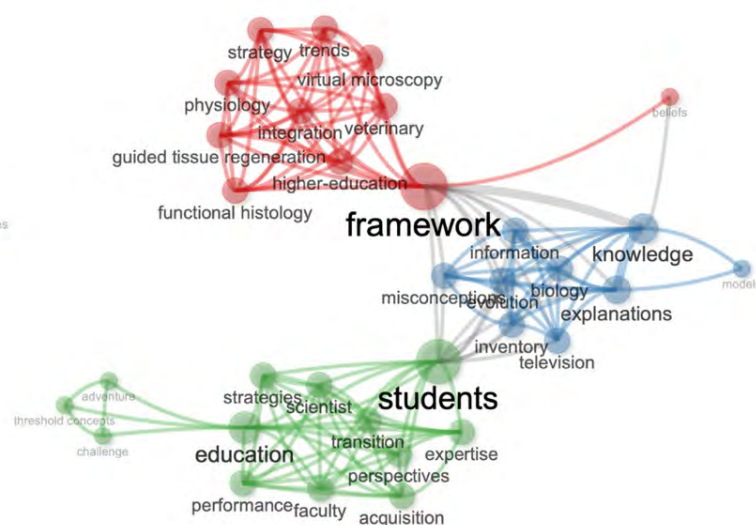 strategy
trends
virtual microscopy
physiology
beliefs
integration
veterinary
guided tissue regeneration
higher-education
functional histology
framework
information
knowledge
misconceptions
biology
evolution
model
explanations
inventory
television
adventure
strategies
scientist
students
threshold concepts
transition
challenge
education
expertise
perspectives
performance
faculty
acquisition